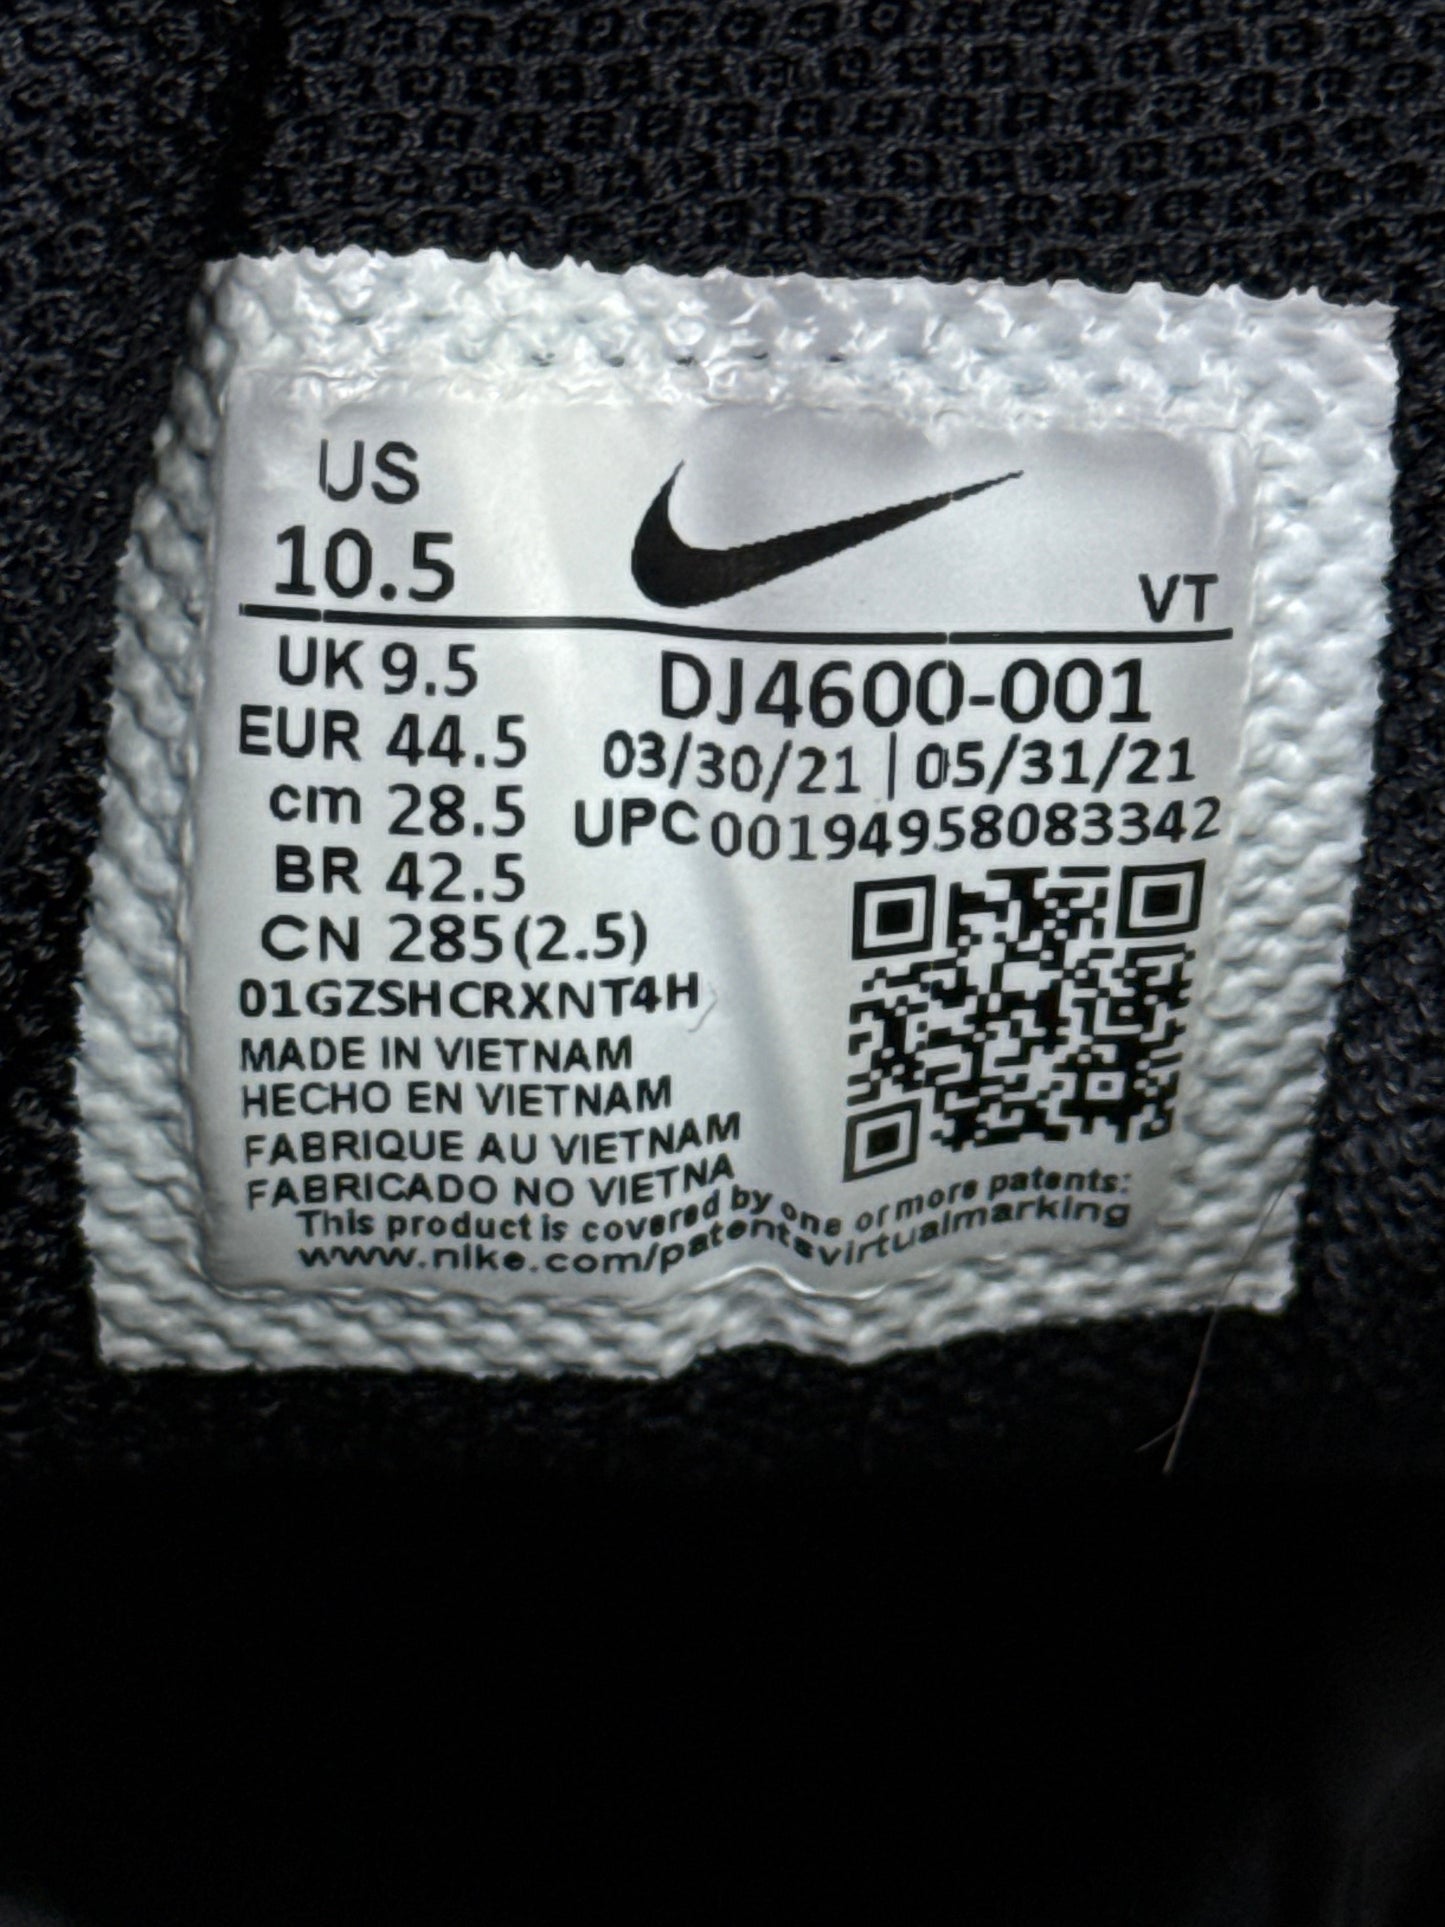 US
10.5
VT
UK 9.5
EUR 44.5
cm 28.5
BR 42.5
CN 285(2.5)
DJ4600-001
03/30/21 | 05/31/21
UPC001949580833​42
01GZSHCRXNT4H
MADE IN VIETNAM
HECHO EN VIETNAM
FABRIQUE AU VIETNAM
FABRICADO NO VIETNA
This product is covered by one or more patents:
www.nike.com/patentsvirtualmarking